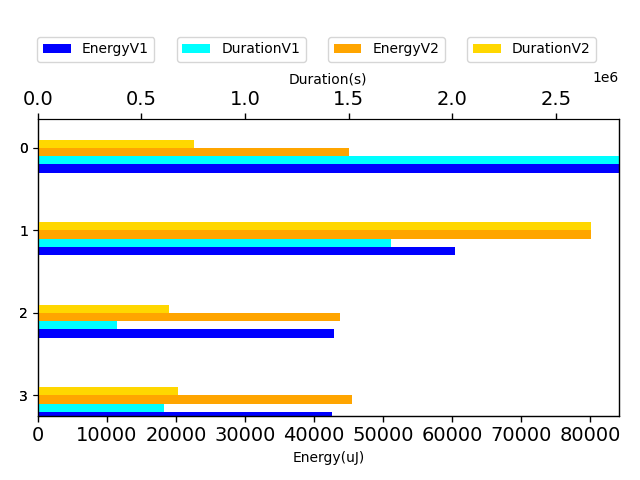 EnergyV1 DurationV1 EnergyV2 DurationV2
Duration(s) 1e6
0.0 0.5 1.0 1.5 2.0 2.5
0
1
2
3
0 10000 20000 30000 40000 50000 60000 70000 80000
Energy(uJ)